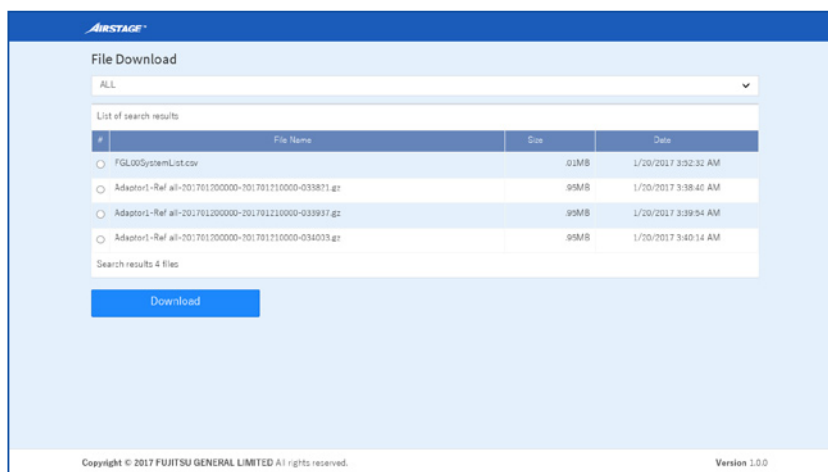 AIRSTAGE™
File Download
ALL
List of search results
# File Name Size Date
FGL00SystemList.csv .01MB 1/20/2017 3:52:32 AM
Adaptor1-Ref all-201701200000-201701210000-033821.gz .95MB 1/20/2017 3:38:40 AM
Adaptor1-Ref all-201701200000-201701210000-033937.gz .95MB 1/20/2017 3:39:54 AM
Adaptor1-Ref all-201701200000-201701210000-034003.gz .95MB 1/20/2017 3:40:14 AM
Search results 4 files
Download
Copyright © 2017 FUJITSU GENERAL LIMITED All rights reserved. Version 1.0.0